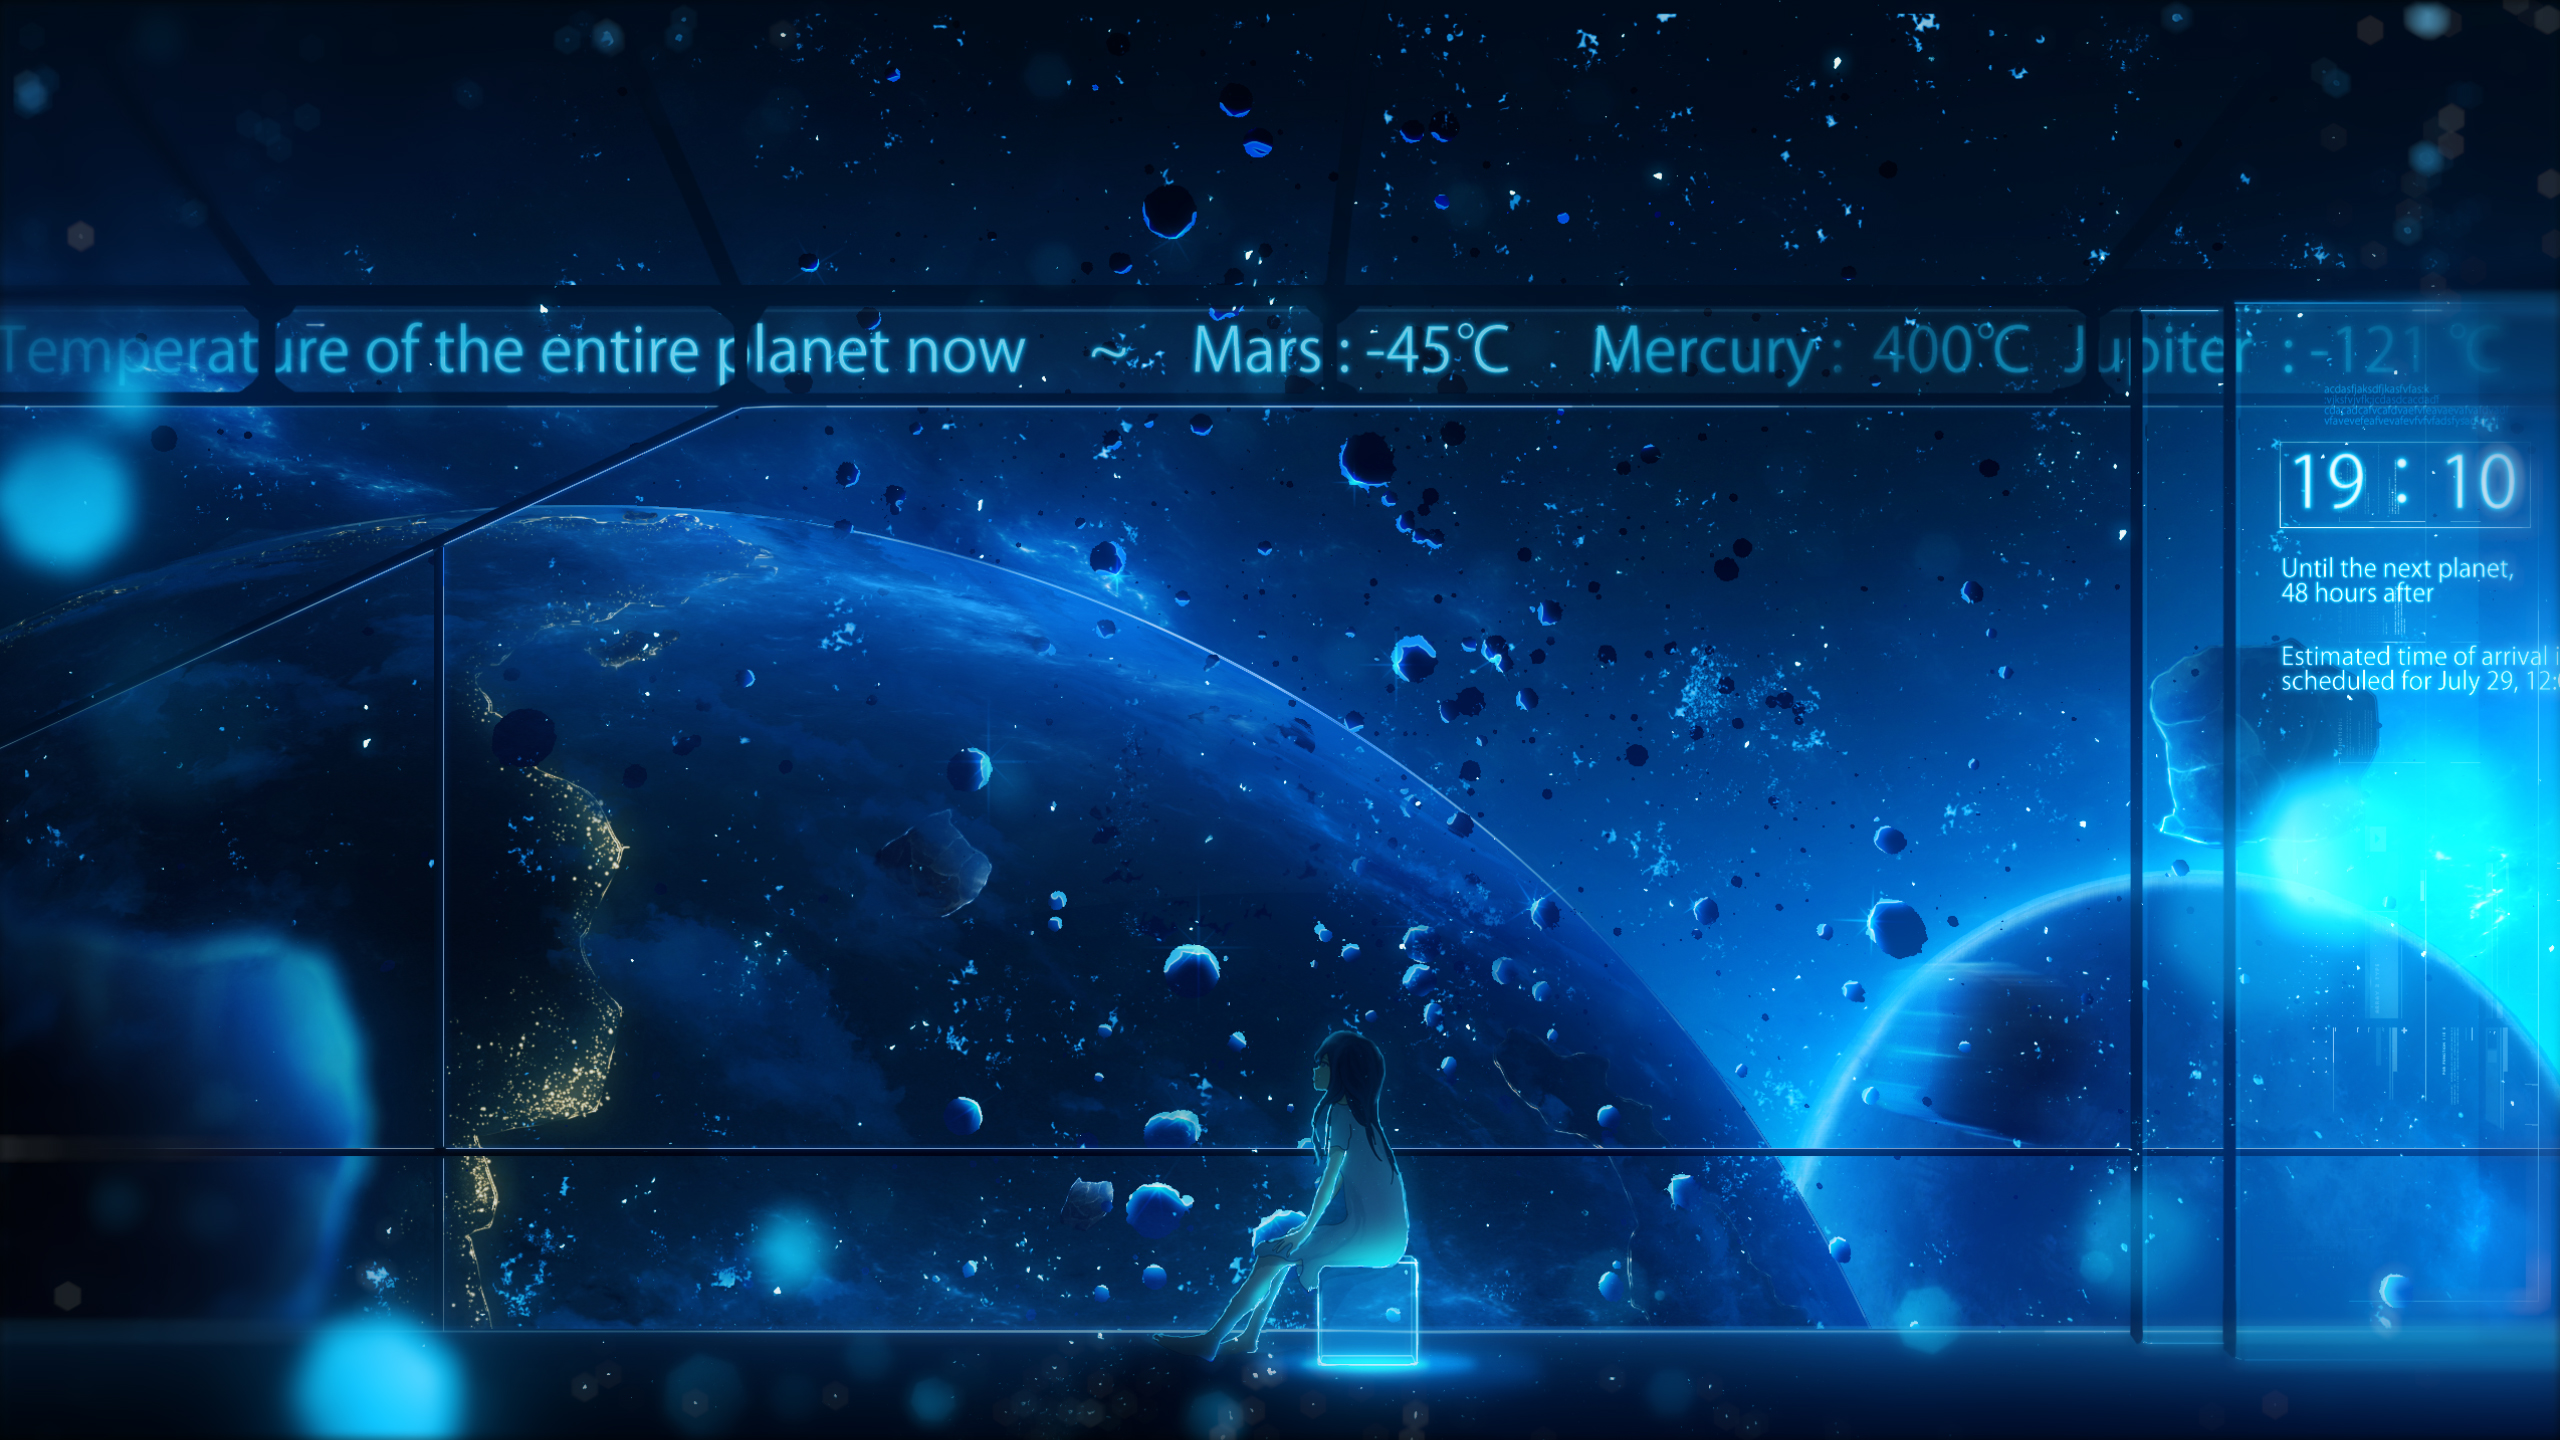 Temperature of the entire planet now ~ Mars : -45℃ Mercury : 400℃ Jupiter : -121 ℃
19 : 10
Until the next planet,
48 hours after
Estimated time of arrival
scheduled for July 29,